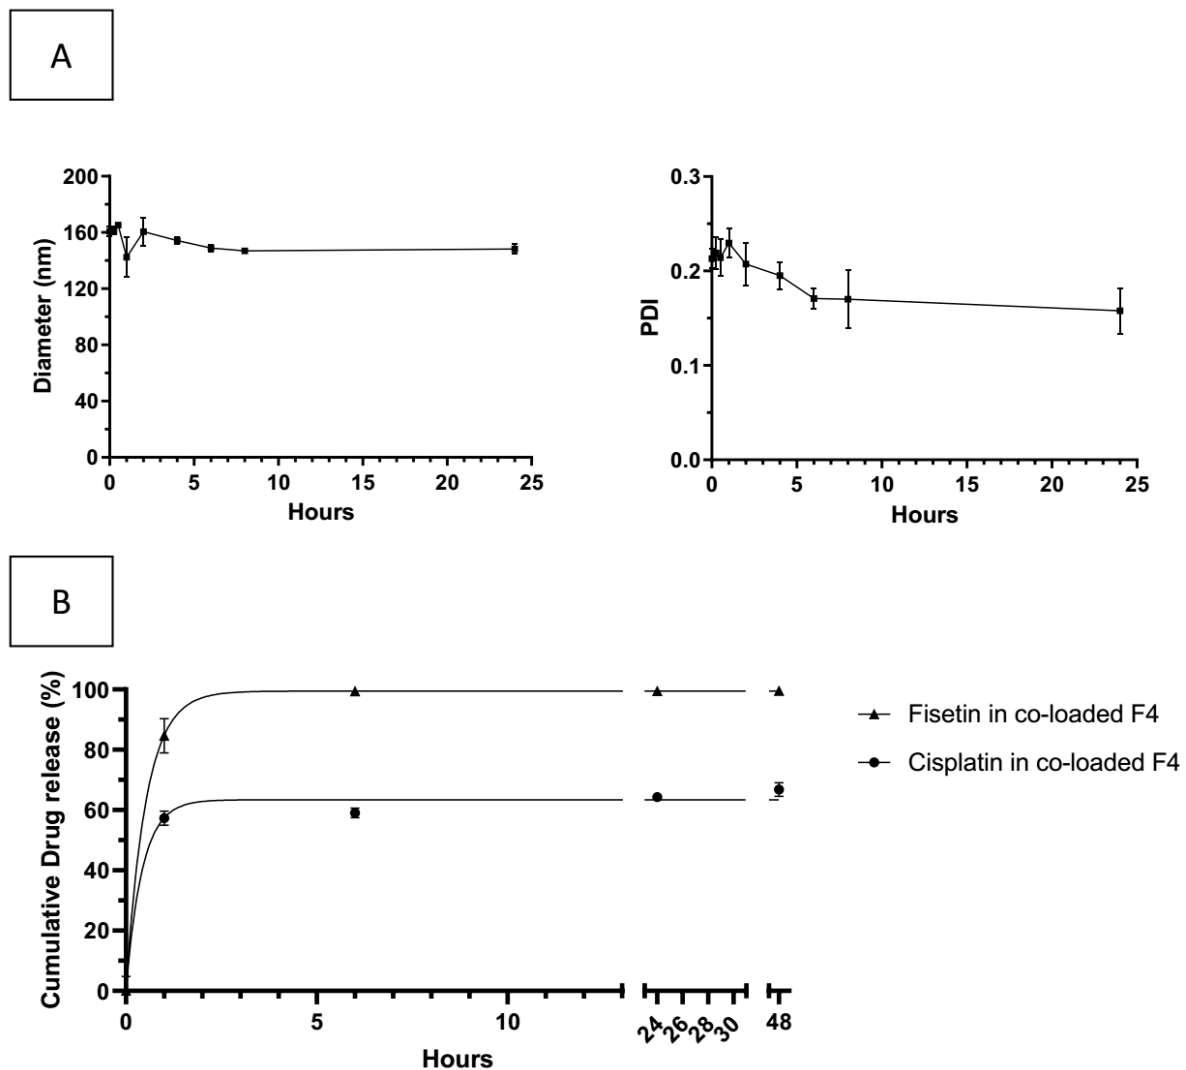 A
Diameter (nm)
200
160
120
80
40
0
0 5 10 15 20 25
Hours
PDI
0.3
0.2
0.1
0.0
0 5 10 15 20 25
Hours
B
Cumulative Drug release (%)
100
80
60
40
20
0
0 5 10 24 26 28 30 48
Hours
Fisetin in co-loaded F4
Cisplatin in co-loaded F4